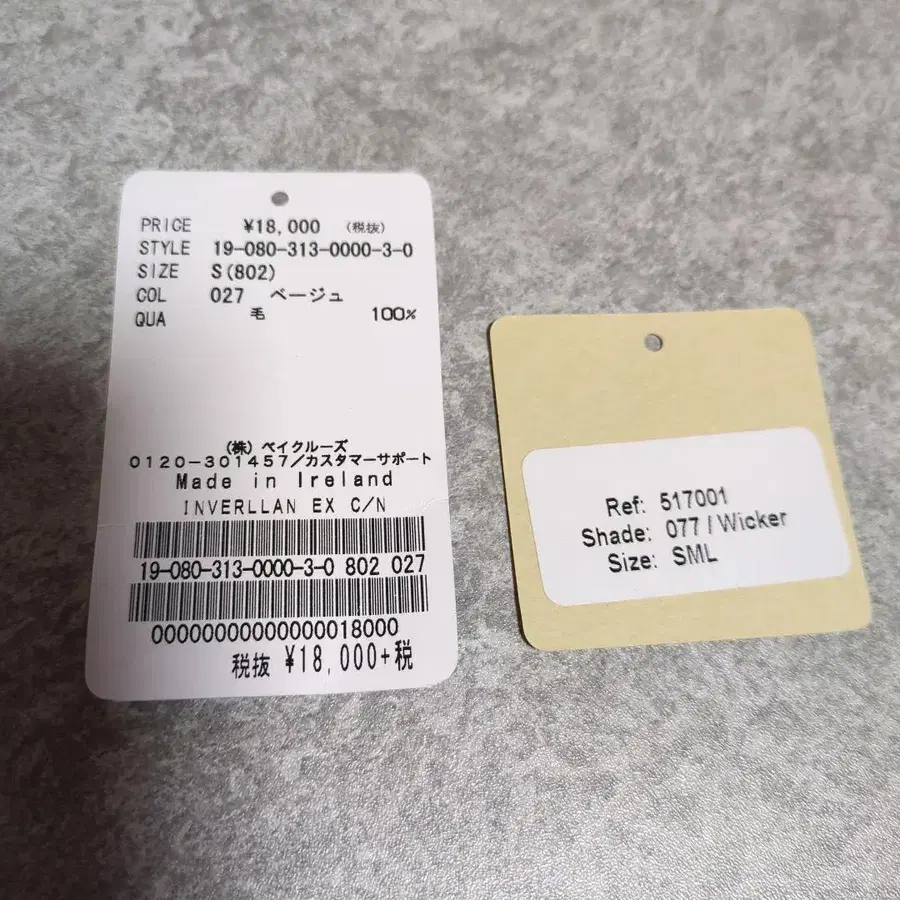 PRICE ¥18,000 (税抜)
STYLE 19-080-313-0000-3-0
SIZE S(802)
COL 027 ベージュ
QUA 毛 100%
(株) ベイクルーズ
0120-301457/カスタマーサポート
Made in Ireland
INVERLLAN EX C/N
19-080-313-0000-3-0 802 027
00000000000000018000
税抜 ¥18,000+税
Ref: 517001
Shade: 077 / Wicker
Size: SML